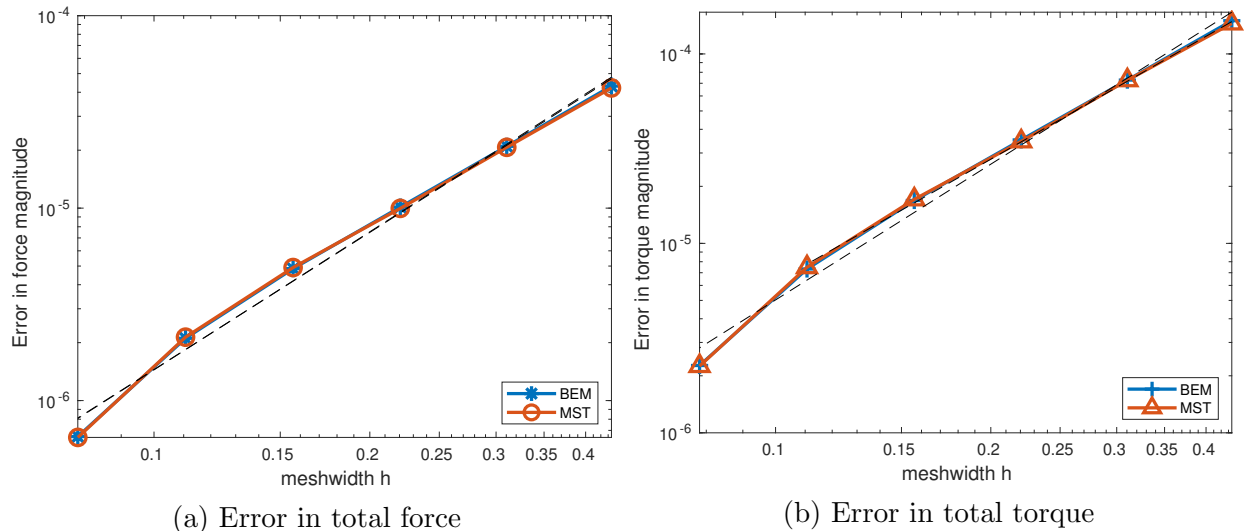 10^-4
10^-5
10^-6
Error in force magnitude
0.1 0.15 0.2 0.25 0.3 0.35 0.4
meshwidth h
BEM
MST
(a) Error in total force
10^-4
10^-5
10^-6
Error in torque magnitude
0.1 0.15 0.2 0.25 0.3 0.35 0.4
meshwidth h
BEM
MST
(b) Error in total torque